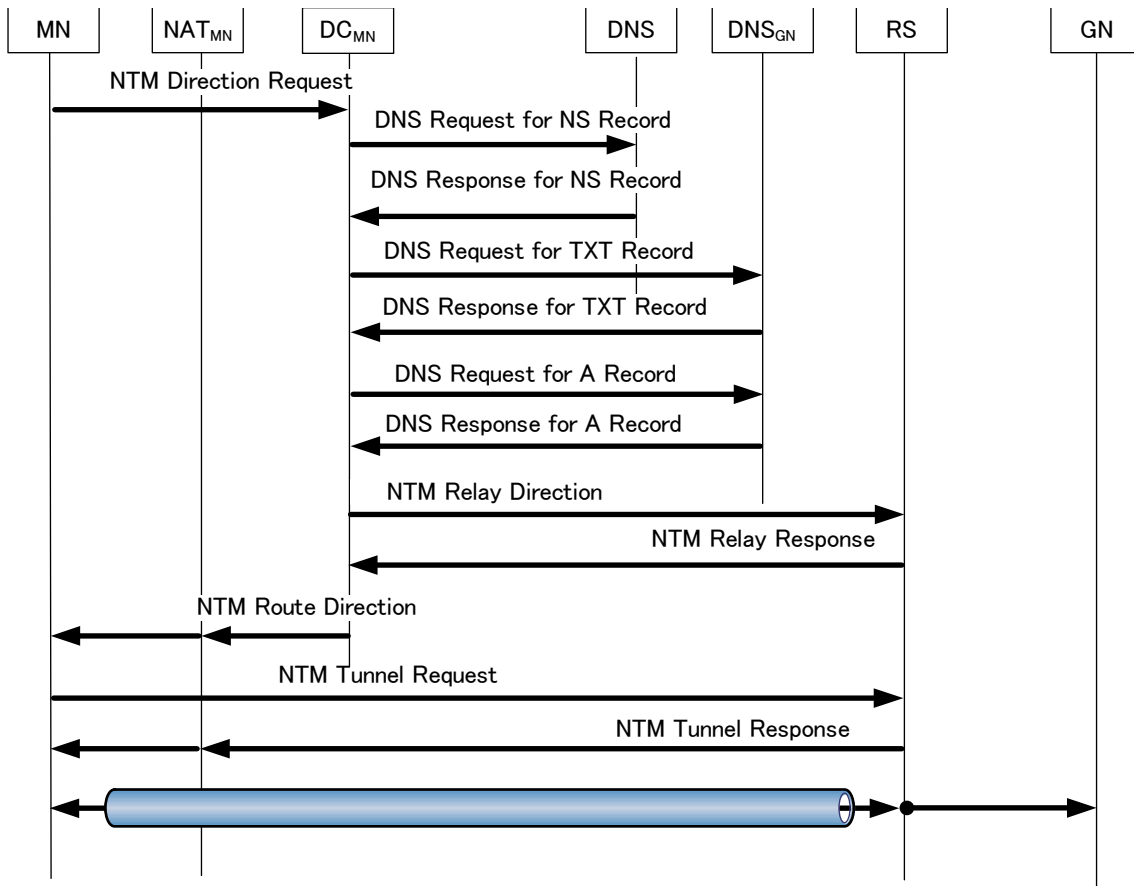 MN
NAT_MN
DC_MN
DNS
DNS_GN
RS
GN
NTM Direction Request
DNS Request for NS Record
DNS Response for NS Record
DNS Request for TXT Record
DNS Response for TXT Record
DNS Request for A Record
DNS Response for A Record
NTM Relay Direction
NTM Relay Response
NTM Route Direction
NTM Tunnel Request
NTM Tunnel Response